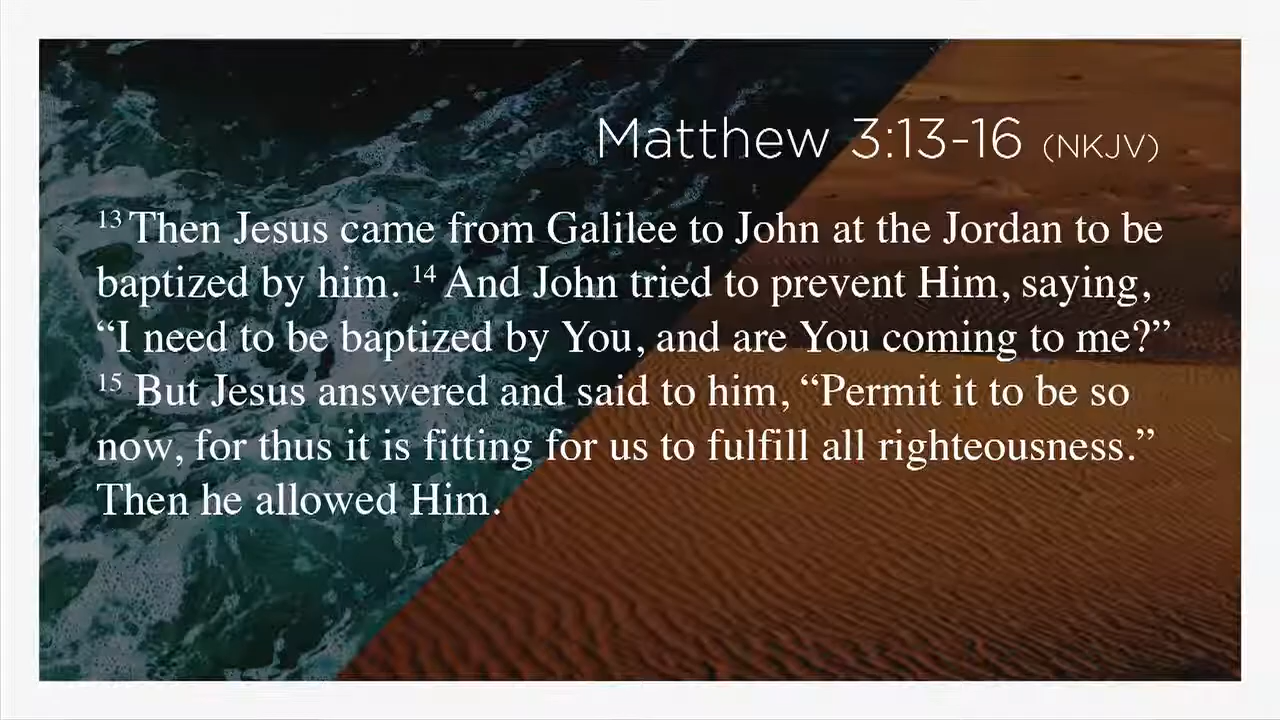 Matthew 3:13-16 (NKJV)
13 Then Jesus came from Galilee to John at the Jordan to be
baptized by him. 14 And John tried to prevent Him, saying,
“I need to be baptized by You, and are You coming to me?”
15 But Jesus answered and said to him, “Permit it to be so
now, for thus it is fitting for us to fulfill all righteousness.”
Then he allowed Him.